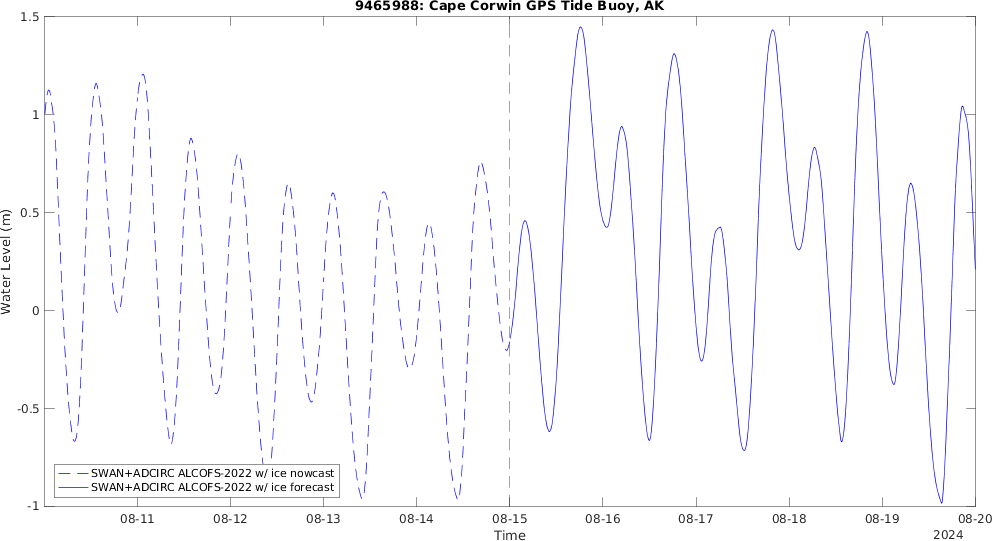 9465988: Cape Corwin GPS Tide Buoy, AK
1.5
1
0.5
0
-0.5
-1
Water Level (m)
SWAN+ADCIRC ALCOFS-2022 w/ ice nowcast
SWAN+ADCIRC ALCOFS-2022 w/ ice forecast
08-11 08-12 08-13 08-14 08-15 08-16 08-17 08-18 08-19 08-20
Time
2024